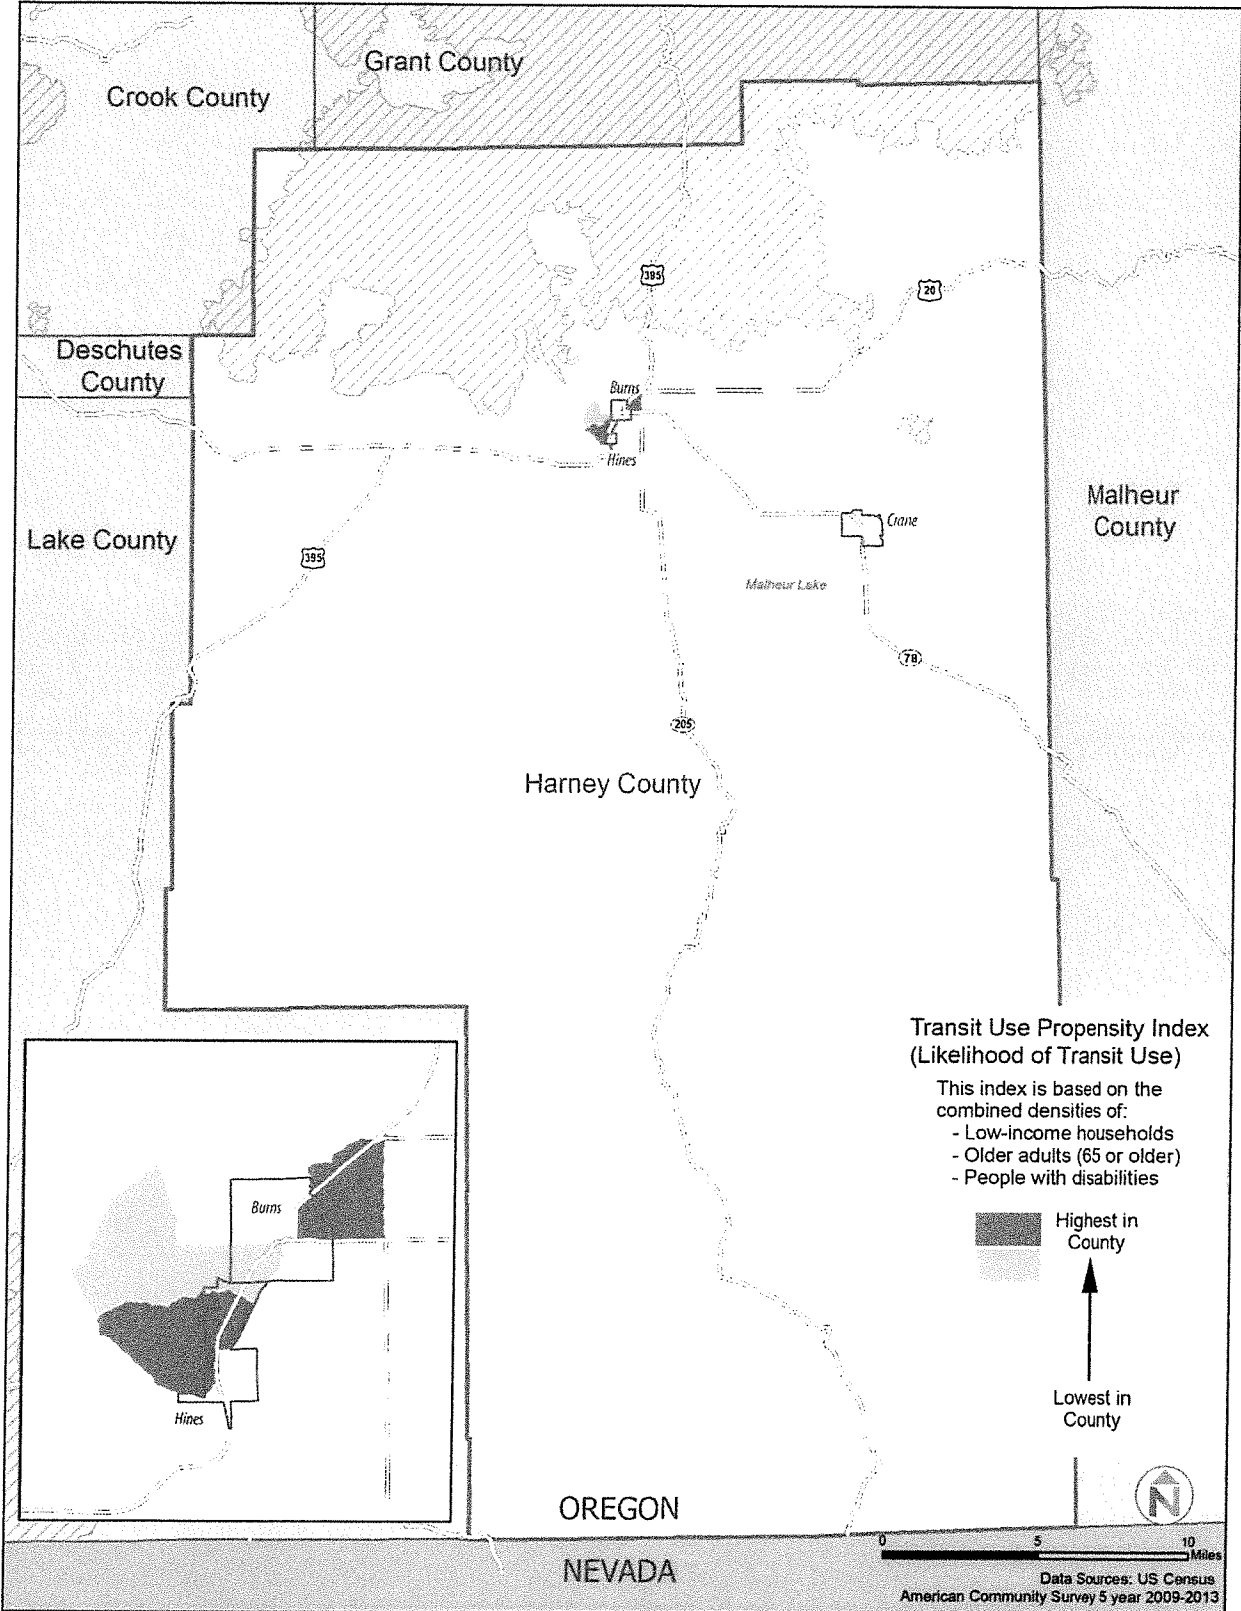 Grant County
Crook County
395
20
Deschutes
County
Burns
Hines
Malheur
County
Crane
Lake County
395
Malheur Lake
78
205
Harney County
Transit Use Propensity Index
(Likelihood of Transit Use)
This index is based on the
combined densities of:
- Low-income households
- Older adults (65 or older)
- People with disabilities
Highest in
County
Lowest in
County
Burns
Hines
N
OREGON
NEVADA
0 5 10
Miles
Data Sources: US Census
American Community Survey 5 year 2009-2013